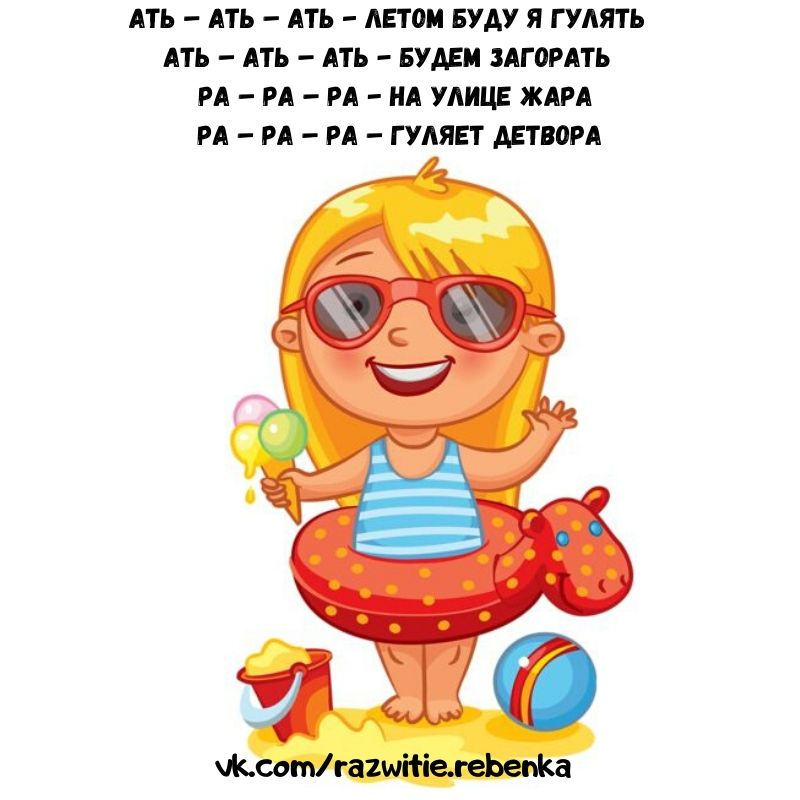 АТЬ – АТЬ – АТЬ – ЛЕТОМ БУДУ Я ГУЛЯТЬ
АТЬ – АТЬ – АТЬ – БУДЕМ ЗАГОРАТЬ
РА – РА – РА – НА УЛИЦЕ ЖАРА
РА – РА – РА – ГУЛЯЕТ ДЕТВОРА
vk.com/razwitie.rebenka